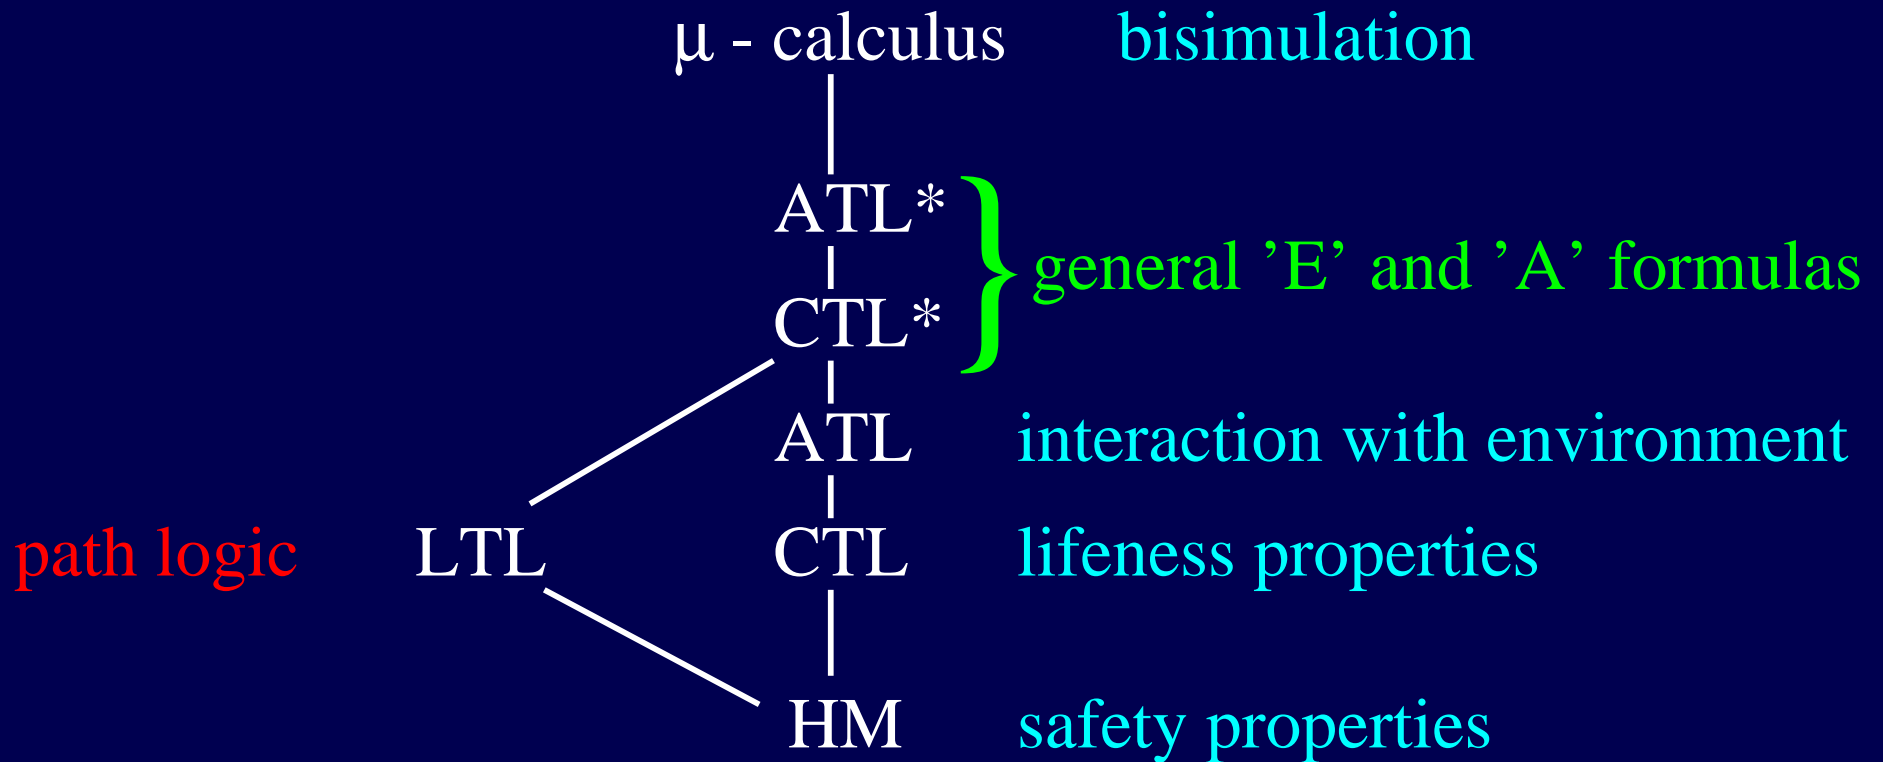 μ - calculus bisimulation
ATL*
} general ’E’ and ’A’ formulas
CTL*
ATL interaction with environment
path logic LTL CTL lifeness properties
HM safety properties